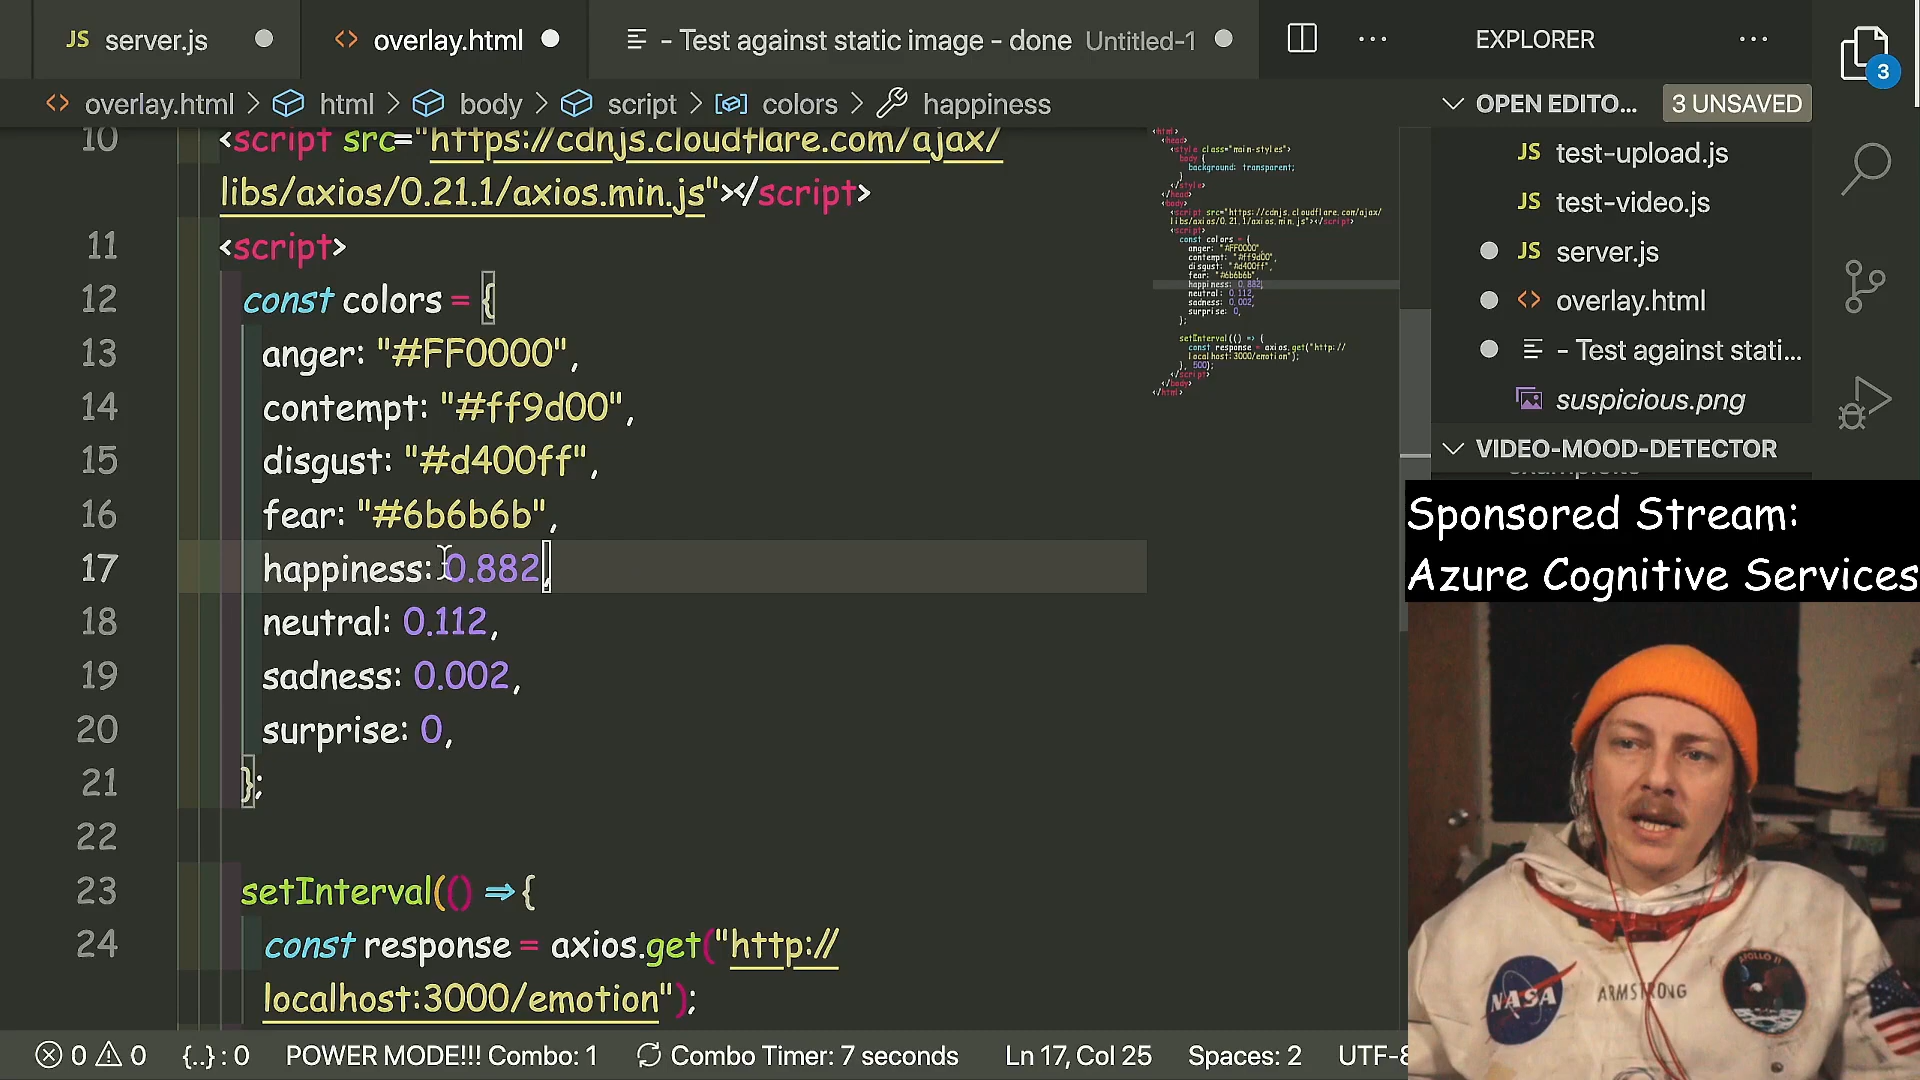 JS server.js
<> overlay.html
- Test against static image - done Untitled-1
EXPLORER
3
<> overlay.html > html > body > script > colors > happiness
OPEN EDITO...
3 UNSAVED
JS test-upload.js
JS test-video.js
JS server.js
<> overlay.html
- Test against stati...
suspicious.png
VIDEO-MOOD-DETECTOR
10 <script src="https://cdnjs.cloudflare.com/ajax/
libs/axios/0.21.1/axios.min.js"></script>
11 <script>
12 const colors = {
13 anger: "#FF0000",
14 contempt: "#ff9d00",
15 disgust: "#d400ff",
16 fear: "#6b6b6b",
17 happiness: 0.882,
18 neutral: 0.112,
19 sadness: 0.002,
20 surprise: 0,
21 };
22
23 setInterval(() => {
24 const response = axios.get("http://
localhost:3000/emotion");
Sponsored Stream:
Azure Cognitive Services
NASA
ARMSTRONG
APOLLO 11
0 0 {..} : 0 POWER MODE!!! Combo: 1 Combo Timer: 7 seconds Ln 17, Col 25 Spaces: 2 UTF-8